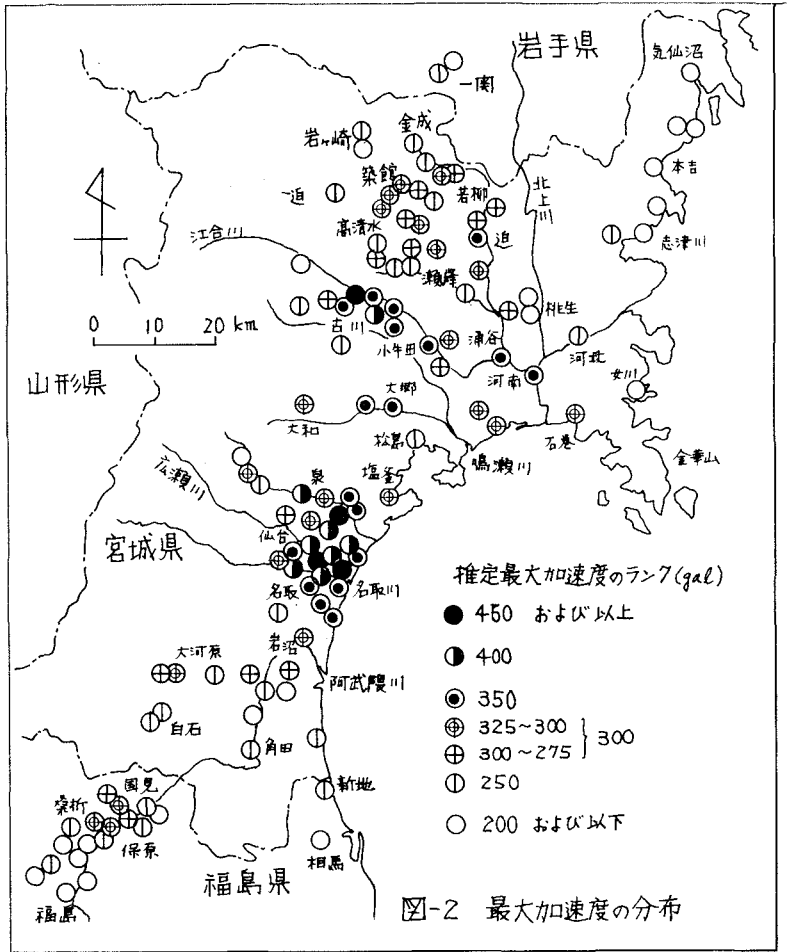 岩手県
気仙沼
一関
岩ヶ崎
金成
築館
一迫
若柳
北上川
本吉
高清水
迫
志津川
江合川
瀬峰
桃生
0 10 20 km
古川
小牛田
涌谷
河北
河南
女川
山形県
大郷
大和
松島
石巻
鳴瀬川
金華山
広瀬川
泉
塩釜
仙台
宮城県
名取
名取川
岩沼
大河原
阿武隈川
白石
角田
国見
新地
桑折
保原
相馬
福島県
福島
推定最大加速度のランク(gal)
450 および以上
400
350
325~300
300~275
300
250
200 および以下
図-2 最大加速度の分布